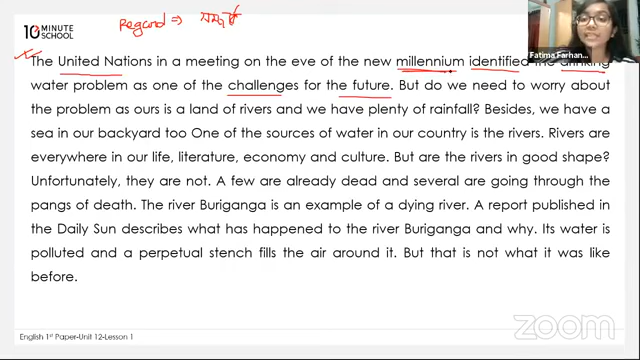 10 MINUTE SCHOOL
Regard ⇒ সম্পর্কে
Fatima Farhan...
The United Nations in a meeting on the eve of the new millennium identified the drinking
water problem as one of the challenges for the future. But do we need to worry about
the problem as ours is a land of rivers and we have plenty of rainfall? Besides, we have a
sea in our backyard too One of the sources of water in our country is the rivers. Rivers are
everywhere in our life, literature, economy and culture. But are the rivers in good shape?
Unfortunately, they are not. A few are already dead and several are going through the
pangs of death. The river Buriganga is an example of a dying river. A report published in
the Daily Sun describes what has happened to the river Buriganga and why. Its water is
polluted and a perpetual stench fills the air around it. But that is not what it was like
before.
English 1st Paper-Unit 12-Lesson 1
zoom